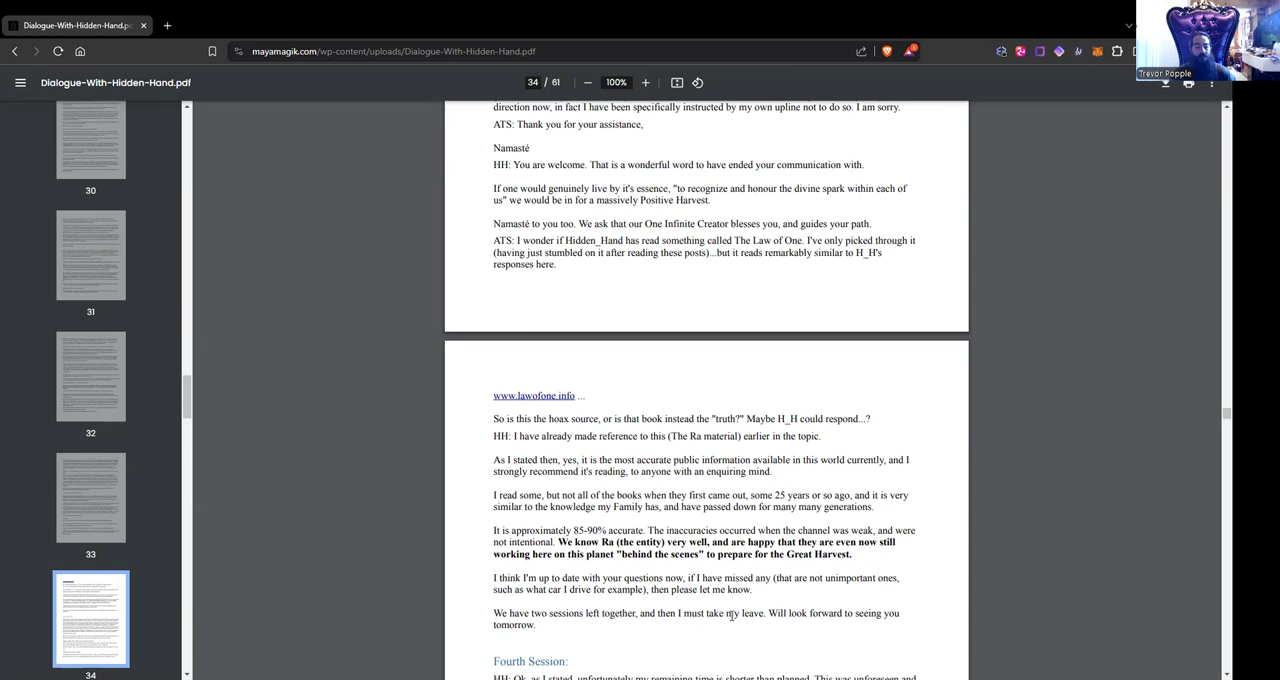 Dialogue-With-Hidden-Hand.pd
mayamagik.com/wp-content/uploads/Dialogue-With-Hidden-Hand.pdf
Trevor Popple
Dialogue-With-Hidden-Hand.pdf
34 / 61
100%
direction now, in fact I have been specifically instructed by my own upline not to do so. I am sorry.
ATS: Thank you for your assistance,
Namasté
HH: You are welcome. That is a wonderful word to have ended your communication with.
If one would genuinely live by it's essence, "to recognize and honour the divine spark within each of
us" we would be in for a massively Positive Harvest.
Namasté to you too. We ask that our One Infinite Creator blesses you, and guides your path.
ATS: I wonder if Hidden_Hand has read something called The Law of One. I've only picked through it
(having just stumbled on it after reading these posts)...but it reads remarkably similar to H_H's
responses here.
www.lawofone.info ...
So is this the hoax source, or is that book instead the "truth?" Maybe H_H could respond...?
HH: I have already made reference to this (The Ra material) earlier in the topic.
As I stated then, yes, it is the most accurate public information available in this world currently, and I
strongly recommend it's reading, to anyone with an enquiring mind.
I read some, but not all of the books when they first came out, some 25 years or so ago, and it is very
similar to the knowledge my Family has, and have passed down for many many generations.
It is approximately 85-90% accurate. The inaccuracies occurred when the channel was weak, and were
not intentional. We know Ra (the entity) very well, and are happy that they are even now still
working here on this planet "behind the scenes" to prepare for the Great Harvest.
I think I'm up to date with your questions now, if I have missed any (that are not unimportant ones,
such as what car I drive for example), then please let me know.
We have two sessions left together, and then I must take my leave. Will look forward to seeing you
tomorrow.
Fourth Session:
HH: Ok, as I stated, unfortunately my remaining time is shorter than planned. This was unforeseen and
30
31
32
33
34